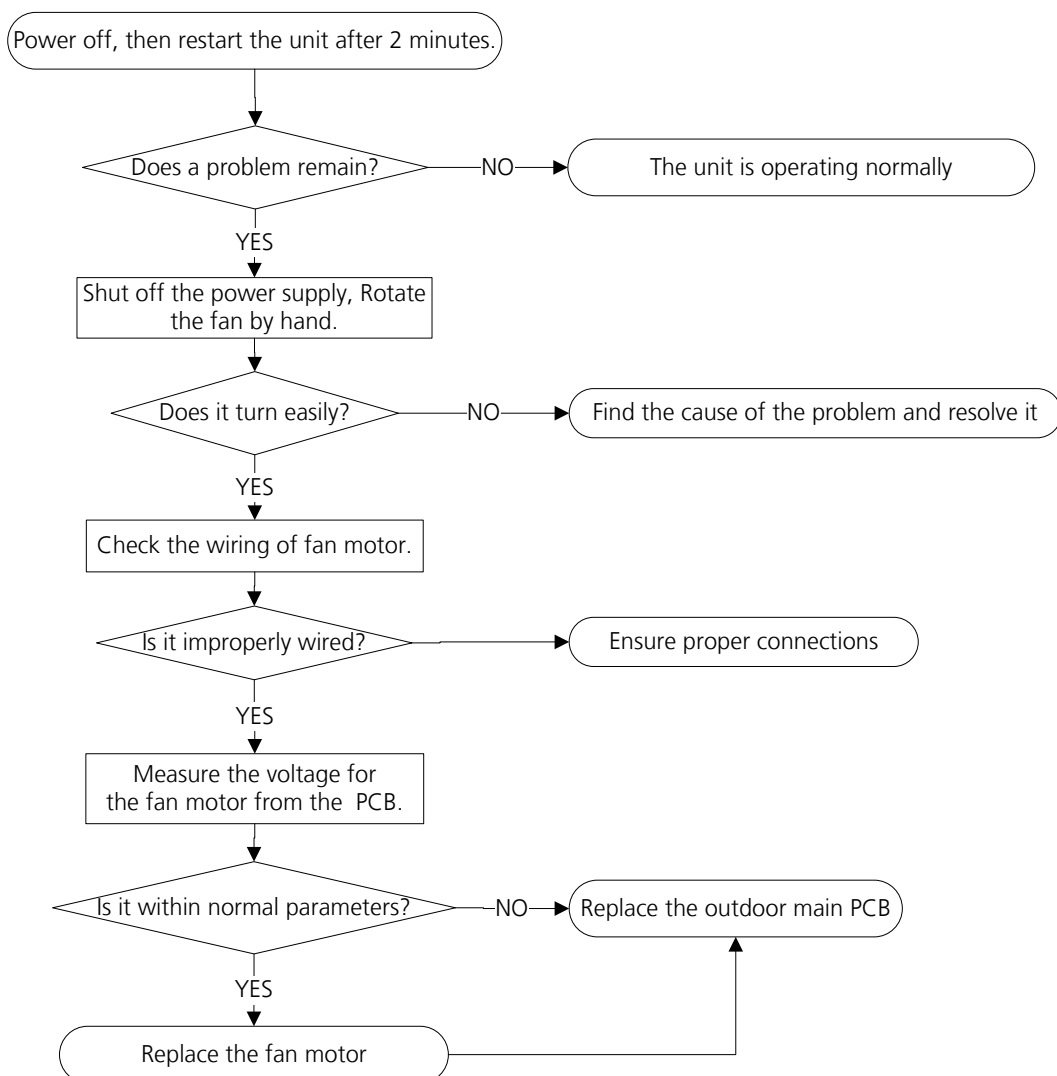 Power off, then restart the unit after 2 minutes.
Does a problem remain?
NO
The unit is operating normally
YES
Shut off the power supply, Rotate
the fan by hand.
Does it turn easily?
NO
Find the cause of the problem and resolve it
YES
Check the wiring of fan motor.
Is it improperly wired?
Ensure proper connections
YES
Measure the voltage for
the fan motor from the PCB.
Is it within normal parameters?
NO
Replace the outdoor main PCB
YES
Replace the fan motor